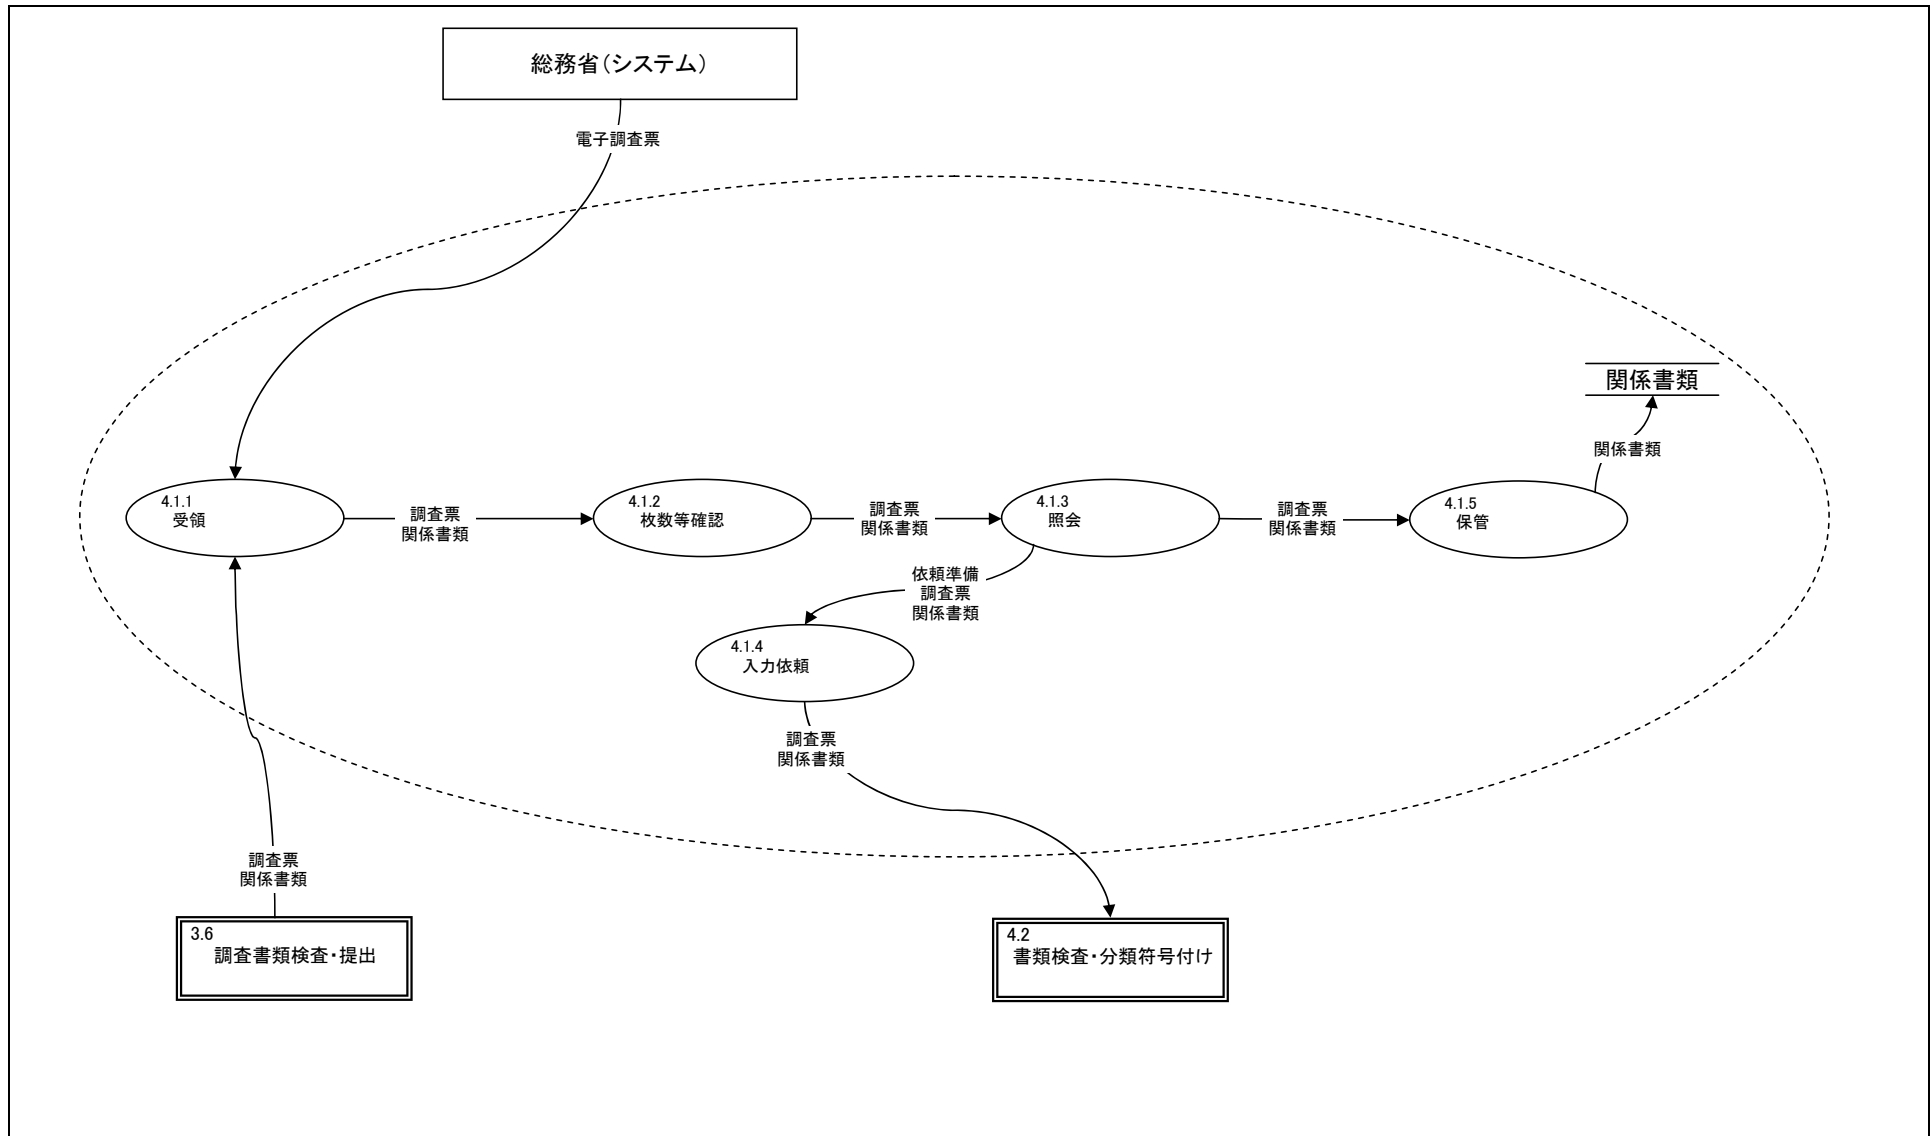 総務省(システム)
電子調査票
関係書類
関係書類
4.1.1
受領
調査票
関係書類
4.1.2
枚数等確認
調査票
関係書類
4.1.3
照会
調査票
関係書類
4.1.5
保管
依頼準備
調査票
関係書類
4.1.4
入力依頼
調査票
関係書類
調査票
関係書類
3.6
調査書類検査・提出
4.2
書類検査・分類符号付け